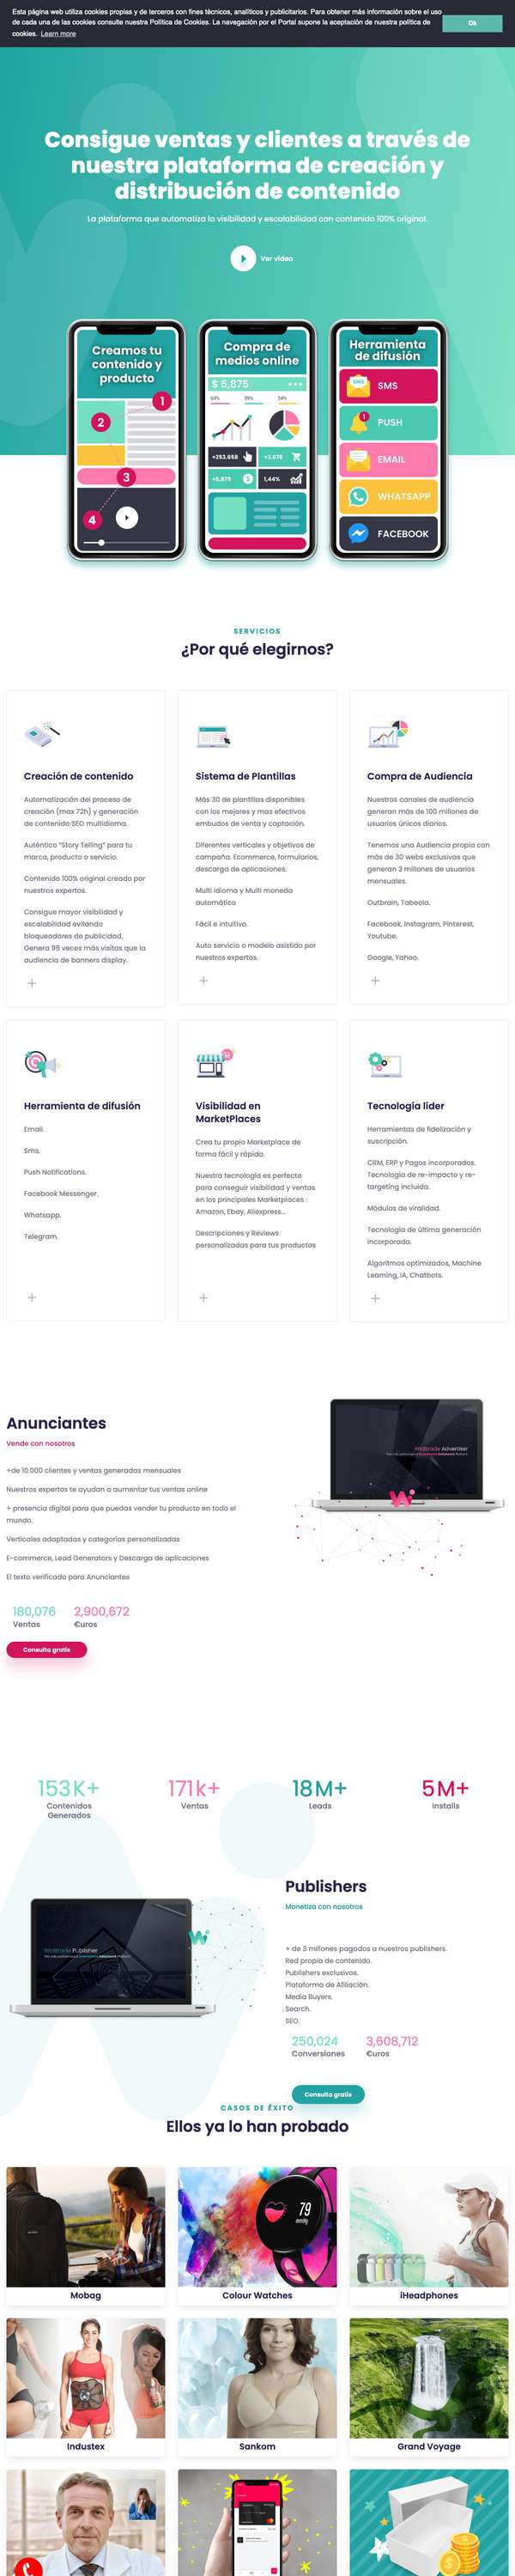 Esta página web utiliza cookies propias y de terceros con fines técnicos, analíticos y publicitarios. Para obtener más información sobre el uso
de cada una de las cookies consulte nuestra Política de Cookies. La navegación por el Portal supone la aceptación de nuestra política de
cookies. Learn more
Ok
Consigue ventas y clientes a través de
nuestra plataforma de creación y
distribución de contenido
La plataforma que automatiza la visibilidad y escalabilidad con contenido 100% original.
Ver vídeo
Creamos tu
contenido y
producto
1
2
3
4
Compra de
medios online
$ 5,875
63%
39%
54%
+253.658
+3.679
+5,875
1,44%
Herramienta
de difusión
SMS
SMS
1
PUSH
EMAIL
WHATSAPP
FACEBOOK
SERVICIOS
¿Por qué elegirnos?
Creación de contenido
Automatización del proceso de
creación (max 72h) y generación
de contenido SEO multidioma.
Auténtico "Story Telling" para tu
marca, producto o servicio.
Contenido 100% original creado por
nuestros expertos.
Consigue mayor visibilidad y
escalabilidad evitando
bloqueadores de publicidad.
Genera 95 veces más visitas que la
audiencia de banners display.
+
Sistema de Plantillas
Más 30 de plantillas disponibles
con los mejores y mas efectivos
embudos de venta y captación.
Diferentes verticales y objetivos de
campaña. Ecommerce, formularios,
descarga de aplicaciones.
Multi idioma y Multi moneda
automático
Fácil e intuitivo.
Auto servicio o modelo asistido por
nuestros expertos.
+
Compra de Audiencia
Nuestros canales de audiencia
generan más de 100 millones de
usuarios únicos diarios.
Tenemos una Audiencia propia con
más de 30 webs exclusivas que
generan 3 millones de usuarios
mensuales.
Outbrain, Taboola.
Facebook, Instagram, Pinterest,
Youtube.
Google, Yahoo.
+
Herramienta de difusión
Email.
Sms.
Push Notifications.
Facebook Messenger.
Whatsapp.
Telegram.
+
Visibilidad en
MarketPlaces
Crea tu propio Marketplace de
forma fácil y rápida.
Nuestra tecnología es perfecta
para conseguir visibilidad y ventas
en los principales Marketplaces :
Amazon, Ebay, Aliexpress...
Descripciones y Reviews
personalizadas para tus productos
+
Tecnología líder
Herramientas de fidelización y
suscripción.
CRM, ERP y Pagos incorporados.
Tecnología de re-impacto y re-
targeting incluida.
Módulos de viralidad.
Tecnología de última generación
incorporada.
Algoritmos optimizados, Machine
Learning, IA, Chatbots.
+
Anunciantes
Vende con nosotros
+de 10.000 clientes y ventas generadas mensuales
Nuestros expertos te ayudan a aumentar tus ventas online
+ presencia digital para que puedas vender tu producto en todo el
mundo.
Verticales adaptadas y categorías personalizadas
E-commerce, Lead Generators y Descarga de aplicaciones
El texto verificado para Anunciantes
180,076
Ventas
2,900,672
€uros
Consulta gratis
153K+
Contenidos
Generados
171k+
Ventas
18M+
Leads
5M+
Installs
Publishers
Monetiza con nosotros
+ de 3 millones pagados a nuestros publishers.
Red propia de contenido.
Publishers exclusivos.
Plataforma de Afiliación.
Media Buyers.
Search.
SEO.
250,024
Conversiones
3,608,712
€uros
Consulta gratis
CASOS DE ÉXITO
Ellos ya lo han probado
79
Mobag
Colour Watches
iHeadphones
Industex
Sankom
Grand Voyage